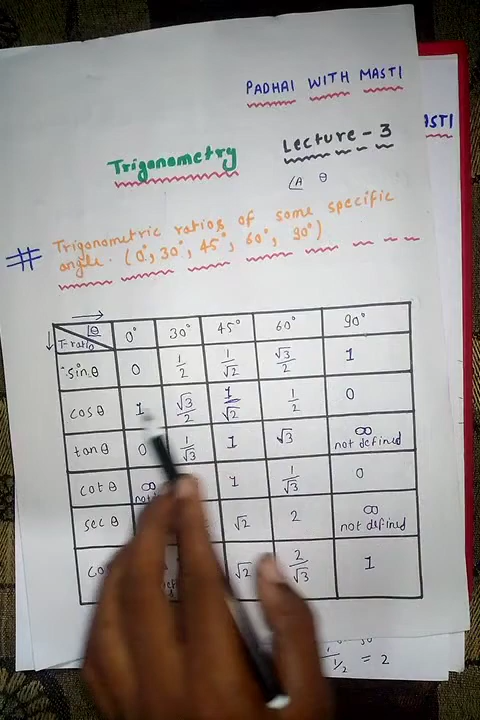 PADHAI WITH MASTI
ASTI
Trigonometry Lecture - 3
∠A θ
# Trigonometric ratios of some specific
angle. (0°, 30°, 45°, 60°, 90°)
θ 0° 30° 45° 60° 90°
T-ratio
sinθ 0 1/2 1/√2 √3/2 1
cosθ 1 √3/2 1/√2 1/2 0
tanθ 0 1/√3 1 √3 ∞ not defined
cotθ ∞ 1 1/√3 0
secθ √2 2 ∞ not defined
√2 2/√3 1
= 2